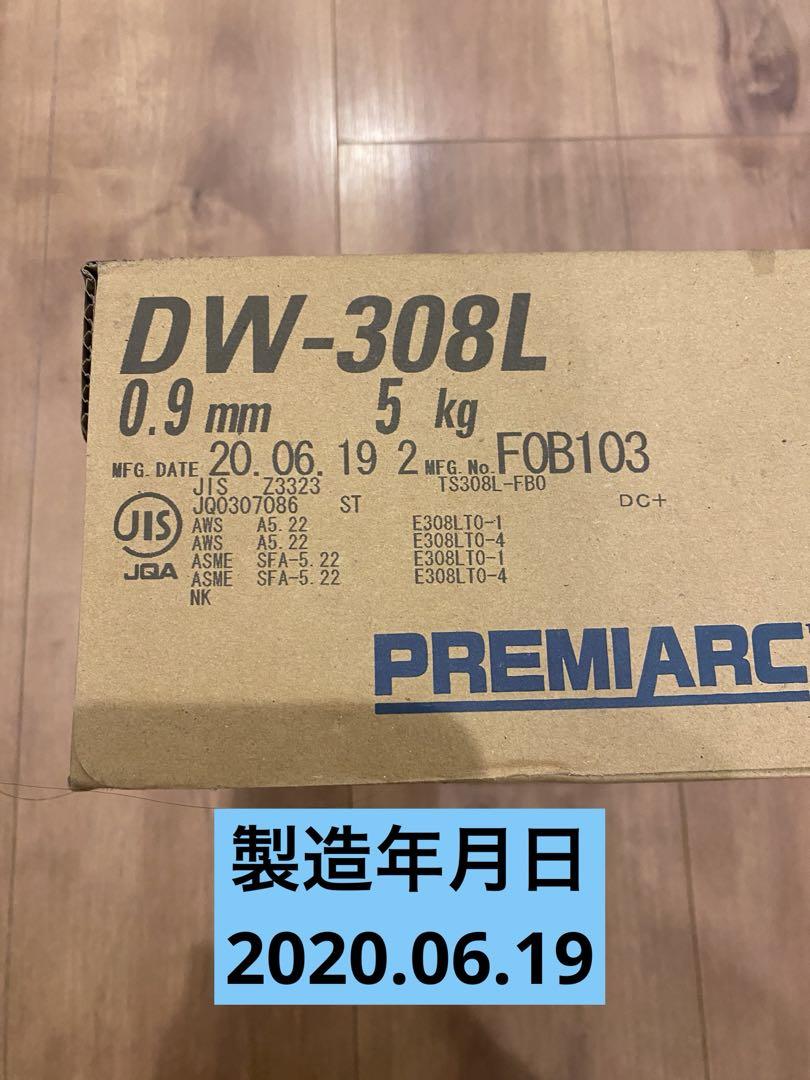 DW-308L
0.9 mm 5 kg
MFG. DATE 20.06.19 2 MFG. No. F0B103
JIS Z3323 TS308L-FB0
JQ0307086 ST DC+
AWS A5.22 E308LT0-1
AWS A5.22 E308LT0-4
ASME SFA-5.22 E308LT0-1
ASME SFA-5.22 E308LT0-4
NK
JIS
JQA
PREMIARC
製造年月日
2020.06.19